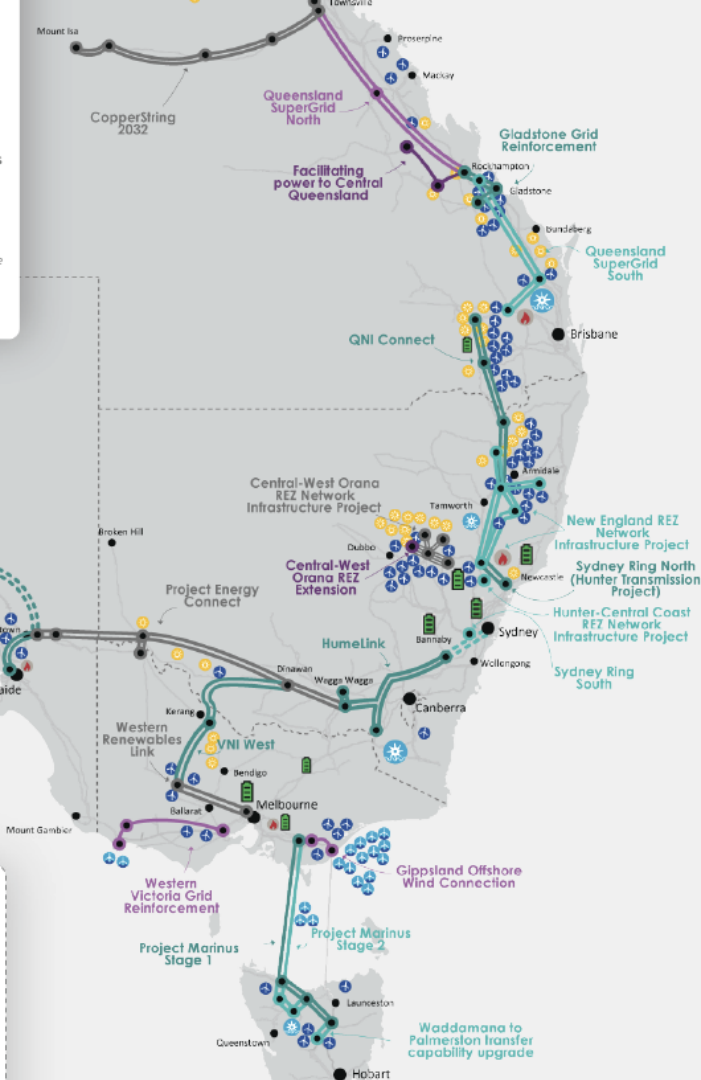 Townsville
Mount Isa
Proserpine
Mackay
CopperString
2032
Queensland
SuperGrid
North
Gladstone Grid
Reinforcement
Rockhampton
Gladstone
Facilitating
power to Central
Queensland
Bundaberg
Queensland
SuperGrid
South
QNI Connect
Brisbane
Armidale
Central-West Orana
REZ Network
Infrastructure Project
Tamworth
New England REZ
Network
Infrastructure Project
Broken Hill
Dubbo
Central-West
Orana REZ
Extension
Newcastle
Sydney Ring North
(Hunter Transmission
Project)
Project Energy
Connect
Hunter-Central Coast
REZ Network
Infrastructure Project
Sydney
Bannaby
HumeLink
Wollongong
Sydney Ring
South
town
aide
Dinawan
Wagga Wagga
Canberra
Kerang
Western
Renewables
Link
VNI West
Bendigo
Ballarat
Melbourne
Mount Gambier
Gippsland Offshore
Wind Connection
Western
Victoria Grid
Reinforcement
Project Marinus
Stage 1
Project Marinus
Stage 2
Launceston
Queenstown
Waddamana to
Palmerston transfer
capability upgrade
Hobart